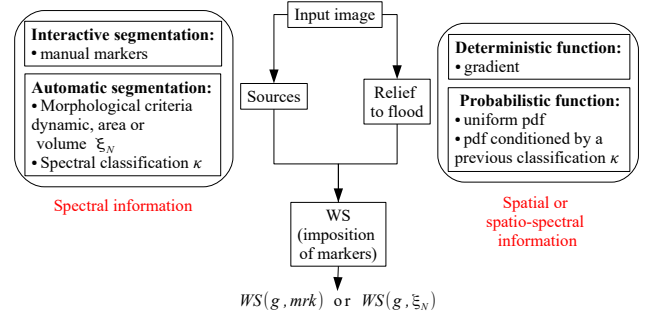 Input image
Interactive segmentation:
• manual markers
Automatic segmentation:
• Morphological criteria
dynamic, area or
volume ξN
• Spectral classification κ
Spectral information
Sources
Relief
to flood
Deterministic function:
• gradient
Probabilistic function:
• uniform pdf
• pdf conditioned by a
previous classification κ
Spatial or
spatio-spectral
information
WS
(imposition
of markers)
WS(g,mrk) or WS(g,ξN)